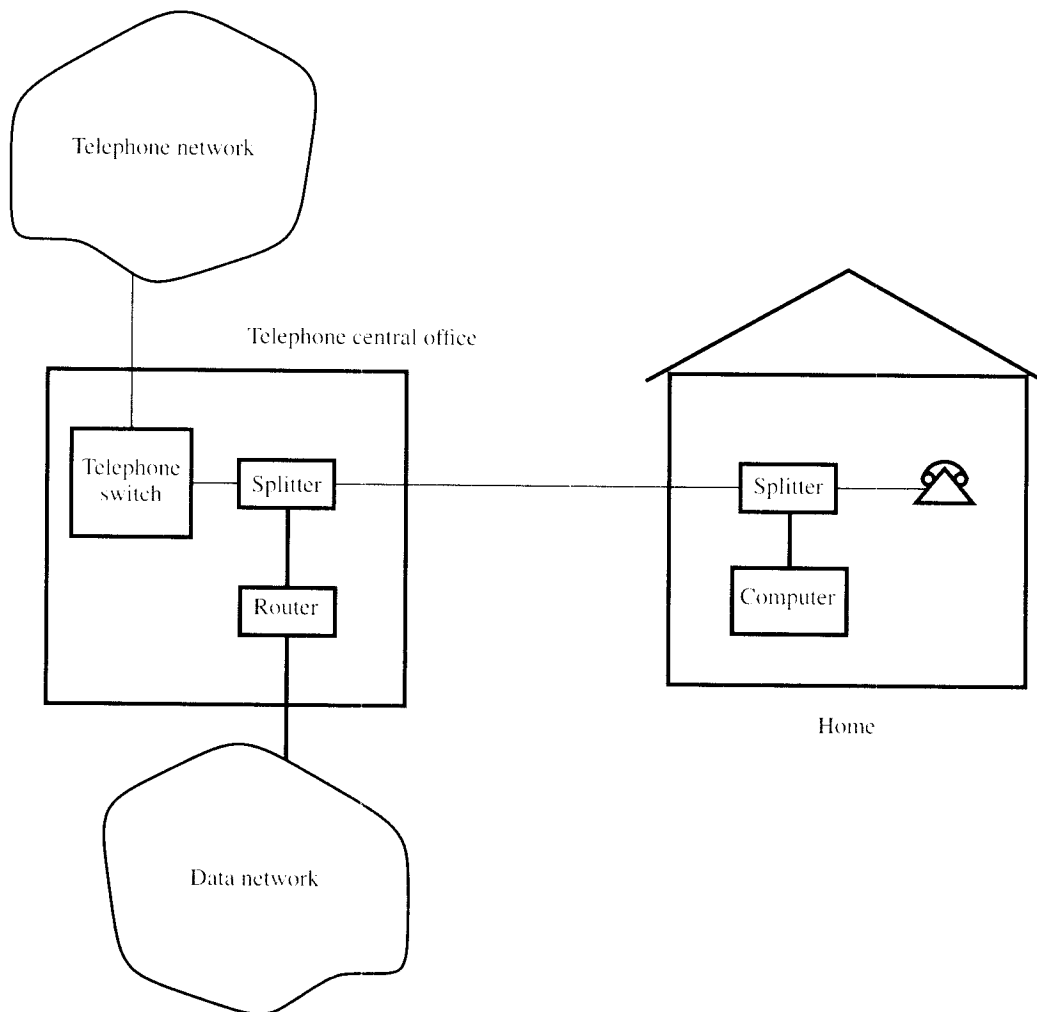 Telephone network
Telephone central office
Telephone
switch
Splitter
Splitter
Router
Computer
Home
Data network